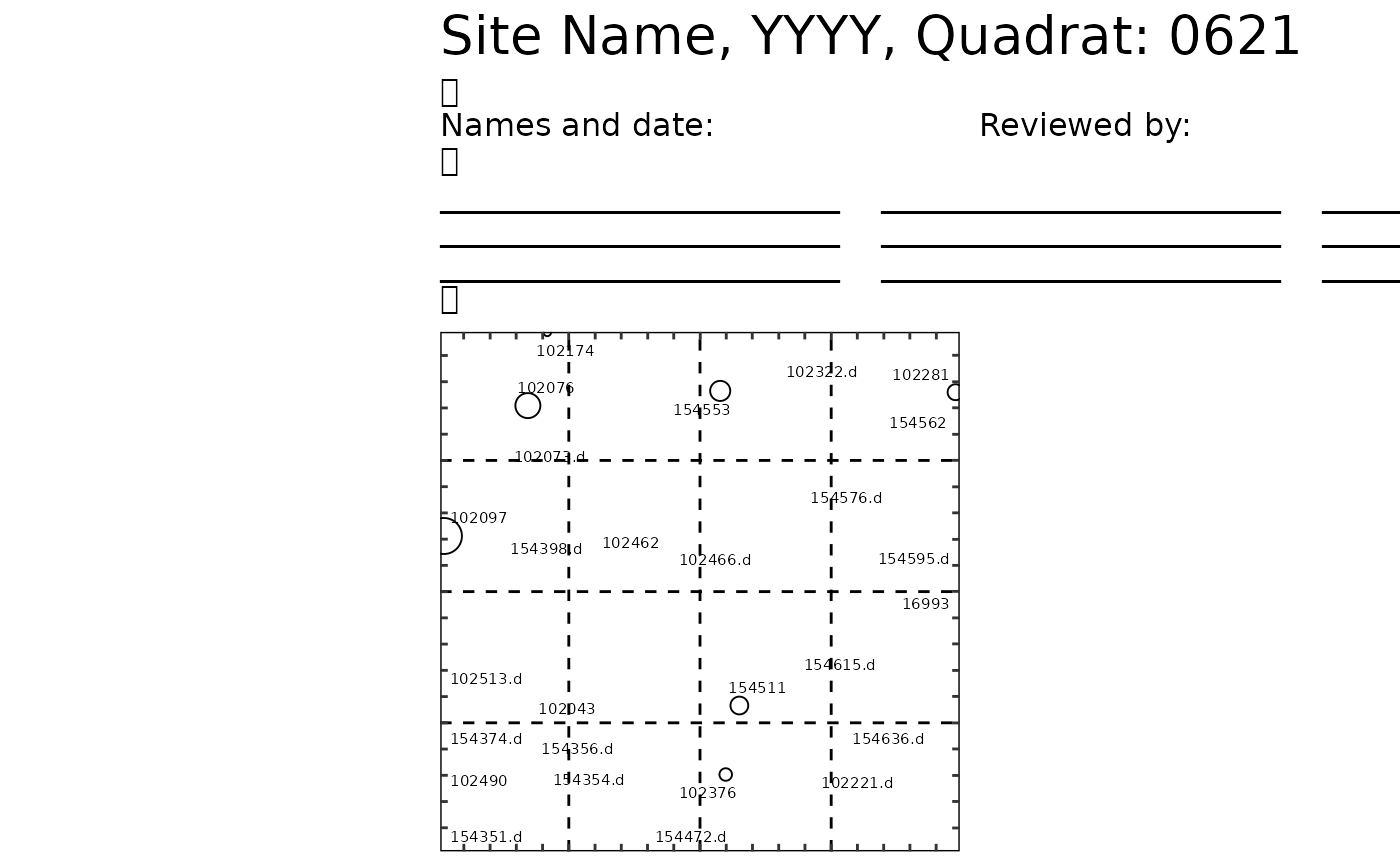 Site Name, YYYY, Quadrat: 0621
Names and date: Reviewed by:
102174
102322.d
102281
102076
154553
154562
102073.d
154576.d
102097
102462
154398.d
102466.d
154595.d
16993
154615.d
102513.d
154511
102043
154374.d
154636.d
154356.d
102490
154354.d
102221.d
102376
154351.d
154472.d